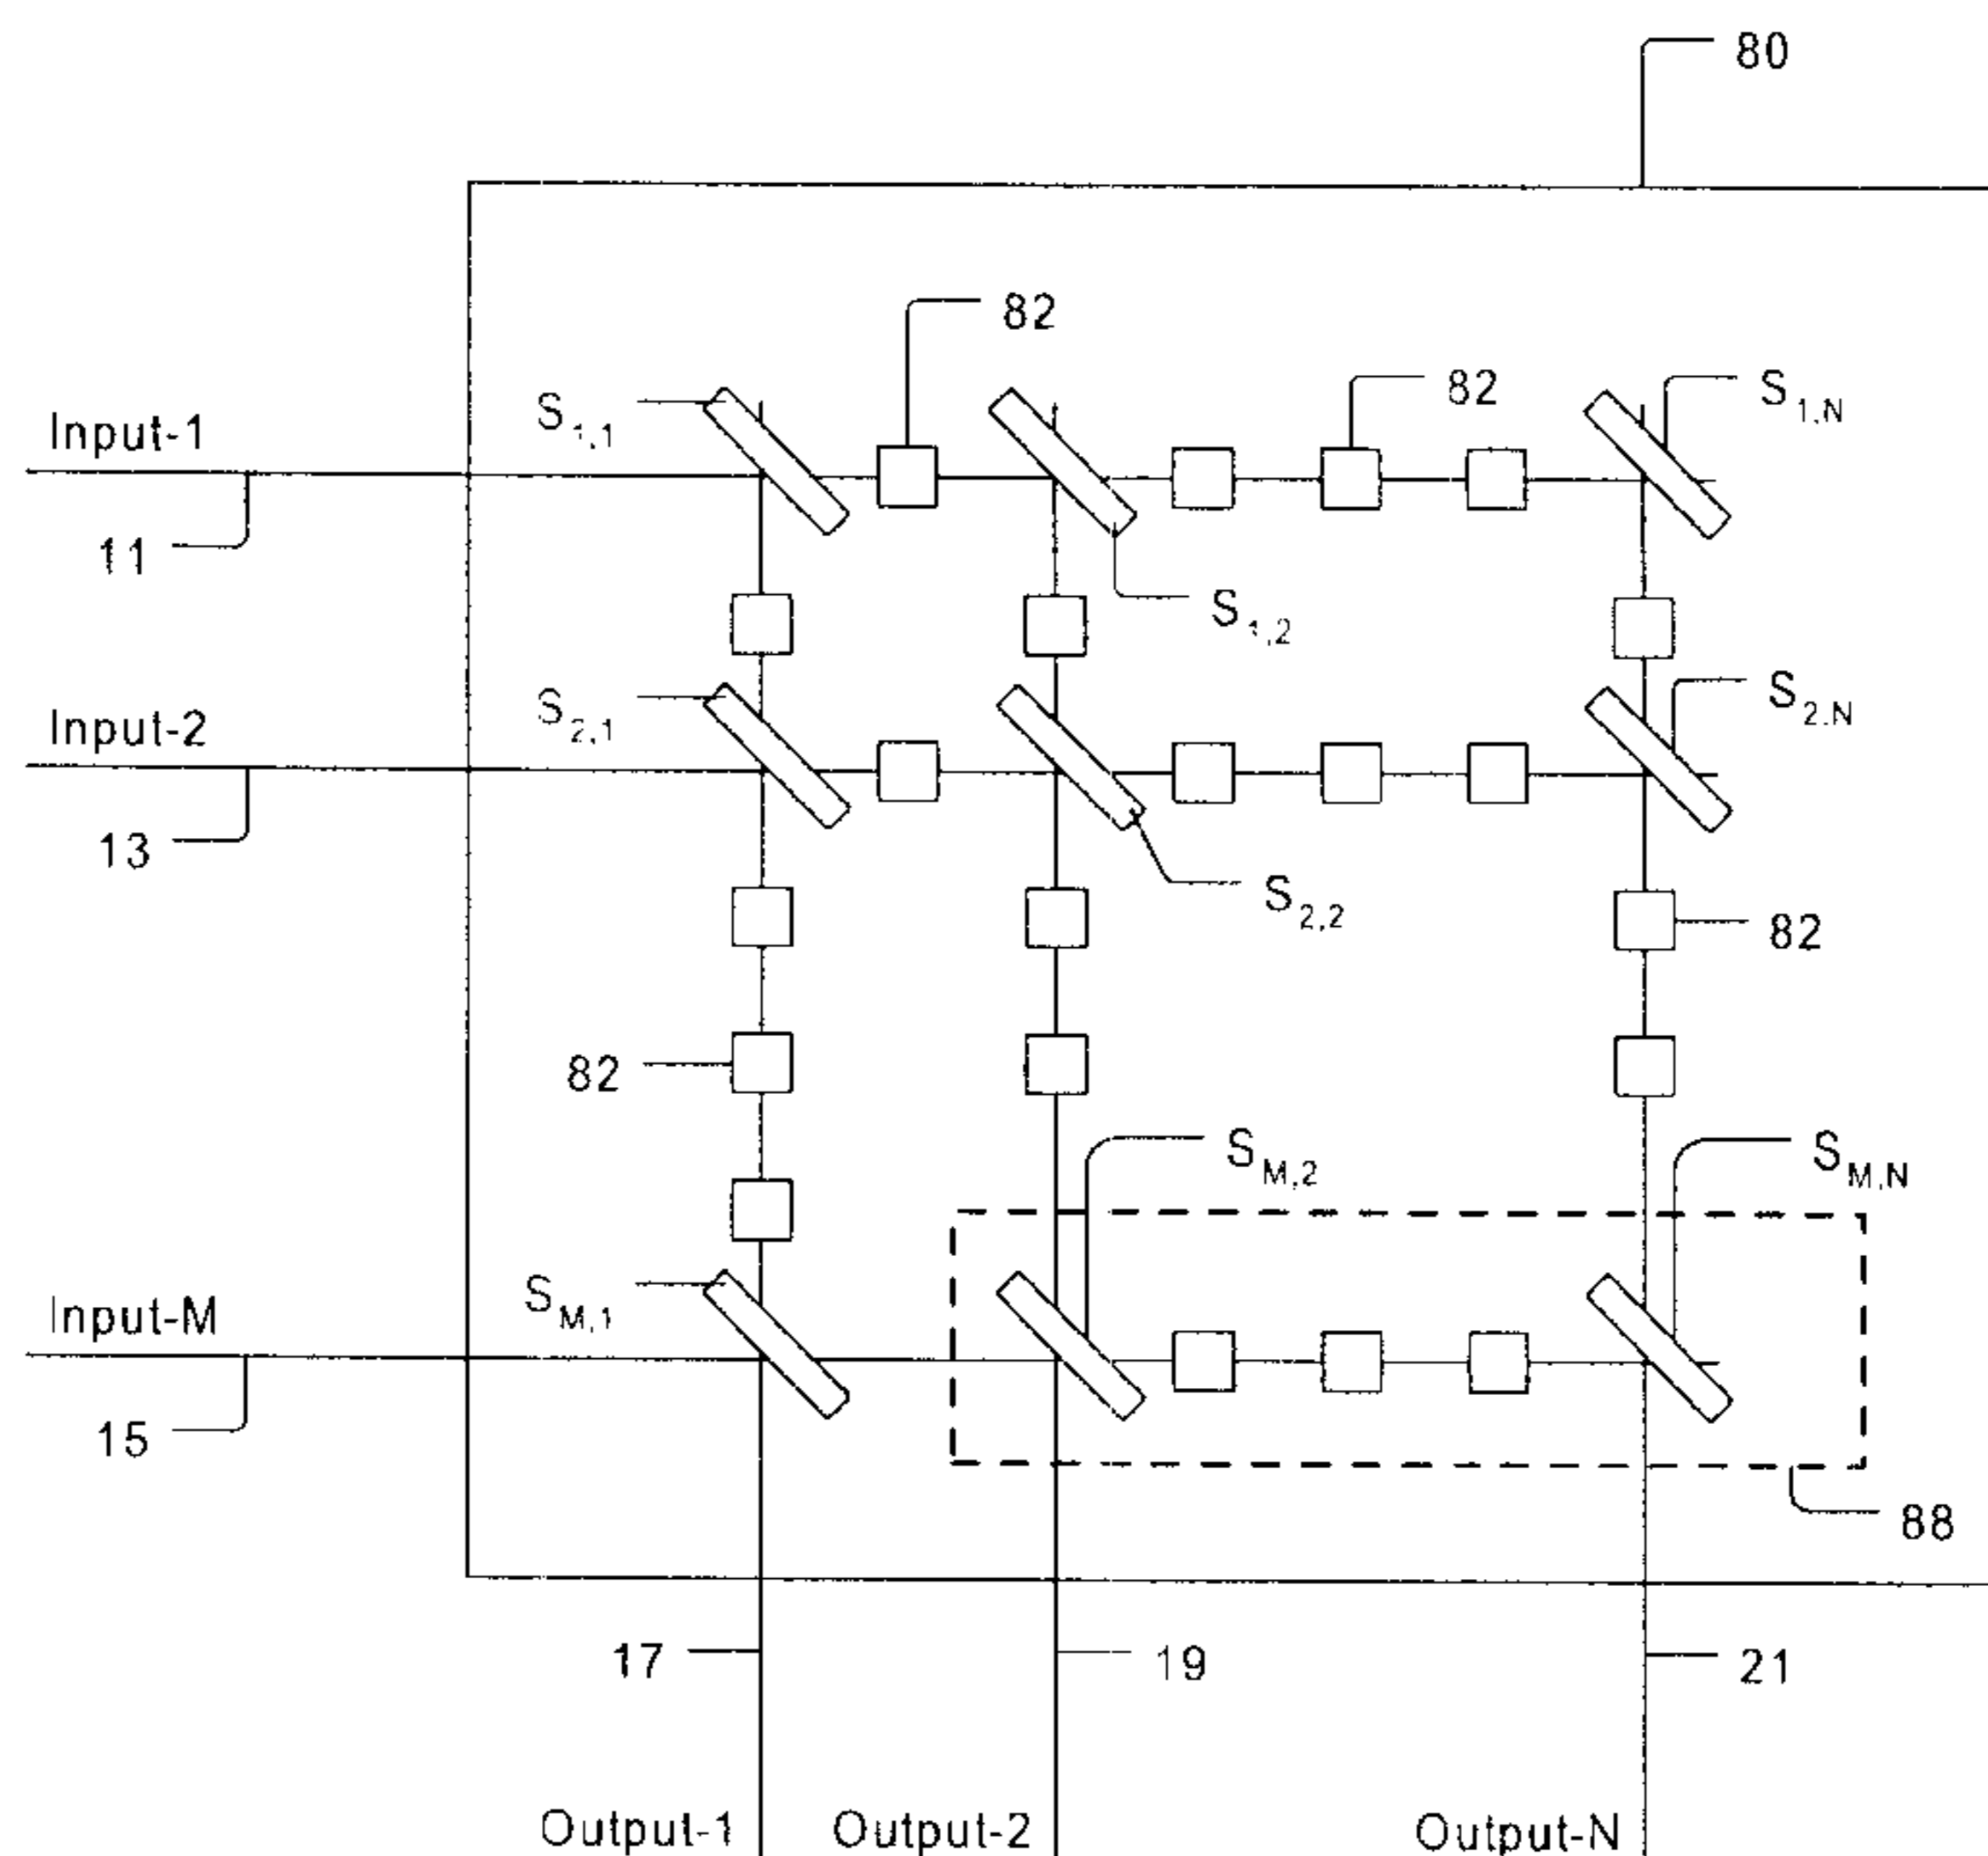 80
82
82
S1,N
S1,1
Input-1
11
S1,2
S2,N
S2,1
Input-2
13
S2,2
82
82
SM,2
SM,N
SM,1
Input-M
15
88
17
19
21
Output-1
Output-2
Output-N